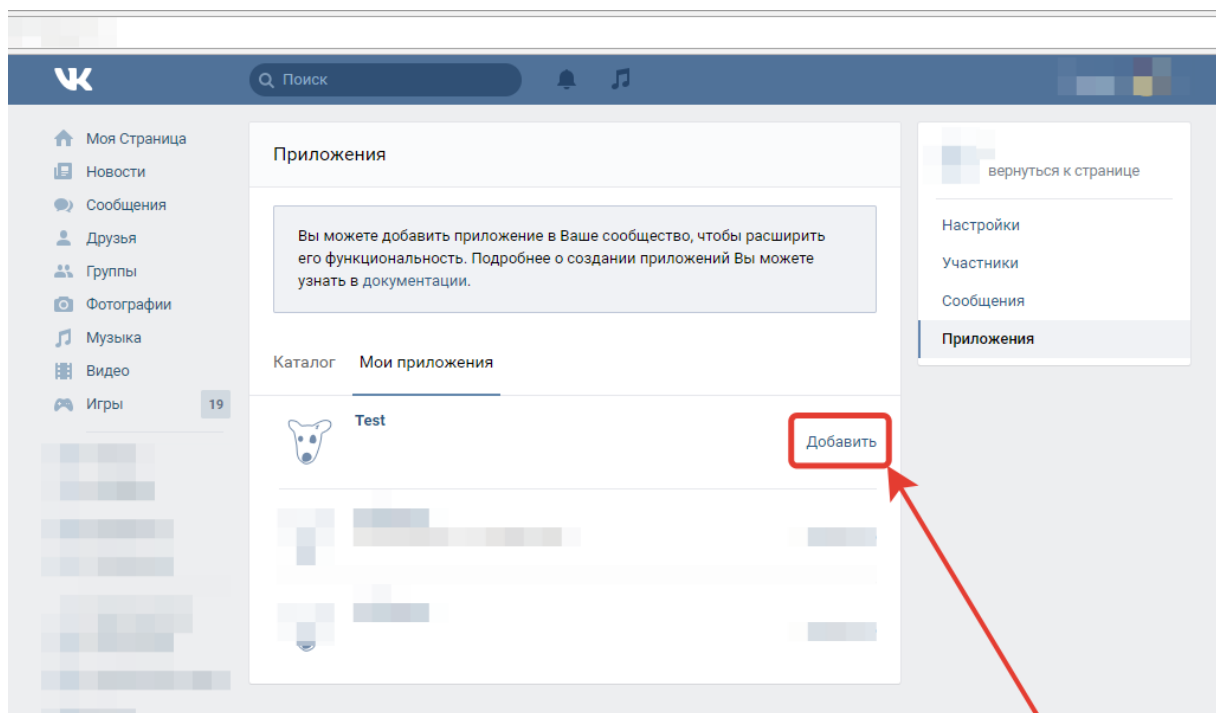 Поиск
Моя Страница
Новости
Сообщения
Друзья
Группы
Фотографии
Музыка
Видео
Игры 19
Приложения
Вы можете добавить приложение в Ваше сообщество, чтобы расширить
его функциональность. Подробнее о создании приложений Вы можете
узнать в документации.
Каталог Мои приложения
Test
Добавить
вернуться к странице
Настройки
Участники
Сообщения
Приложения